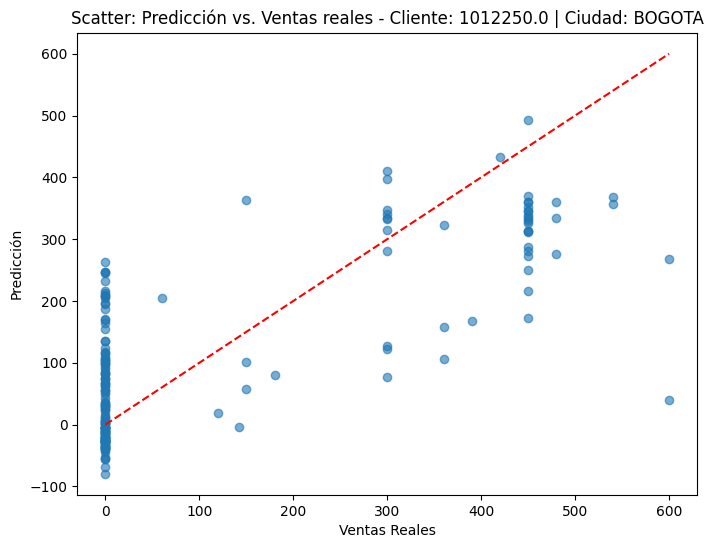 Scatter: Predicción vs. Ventas reales - Cliente: 1012250.0 | Ciudad: BOGOTA
600
500
400
300
200
100
0
−100
Predicción
0 100 200 300 400 500 600
Ventas Reales